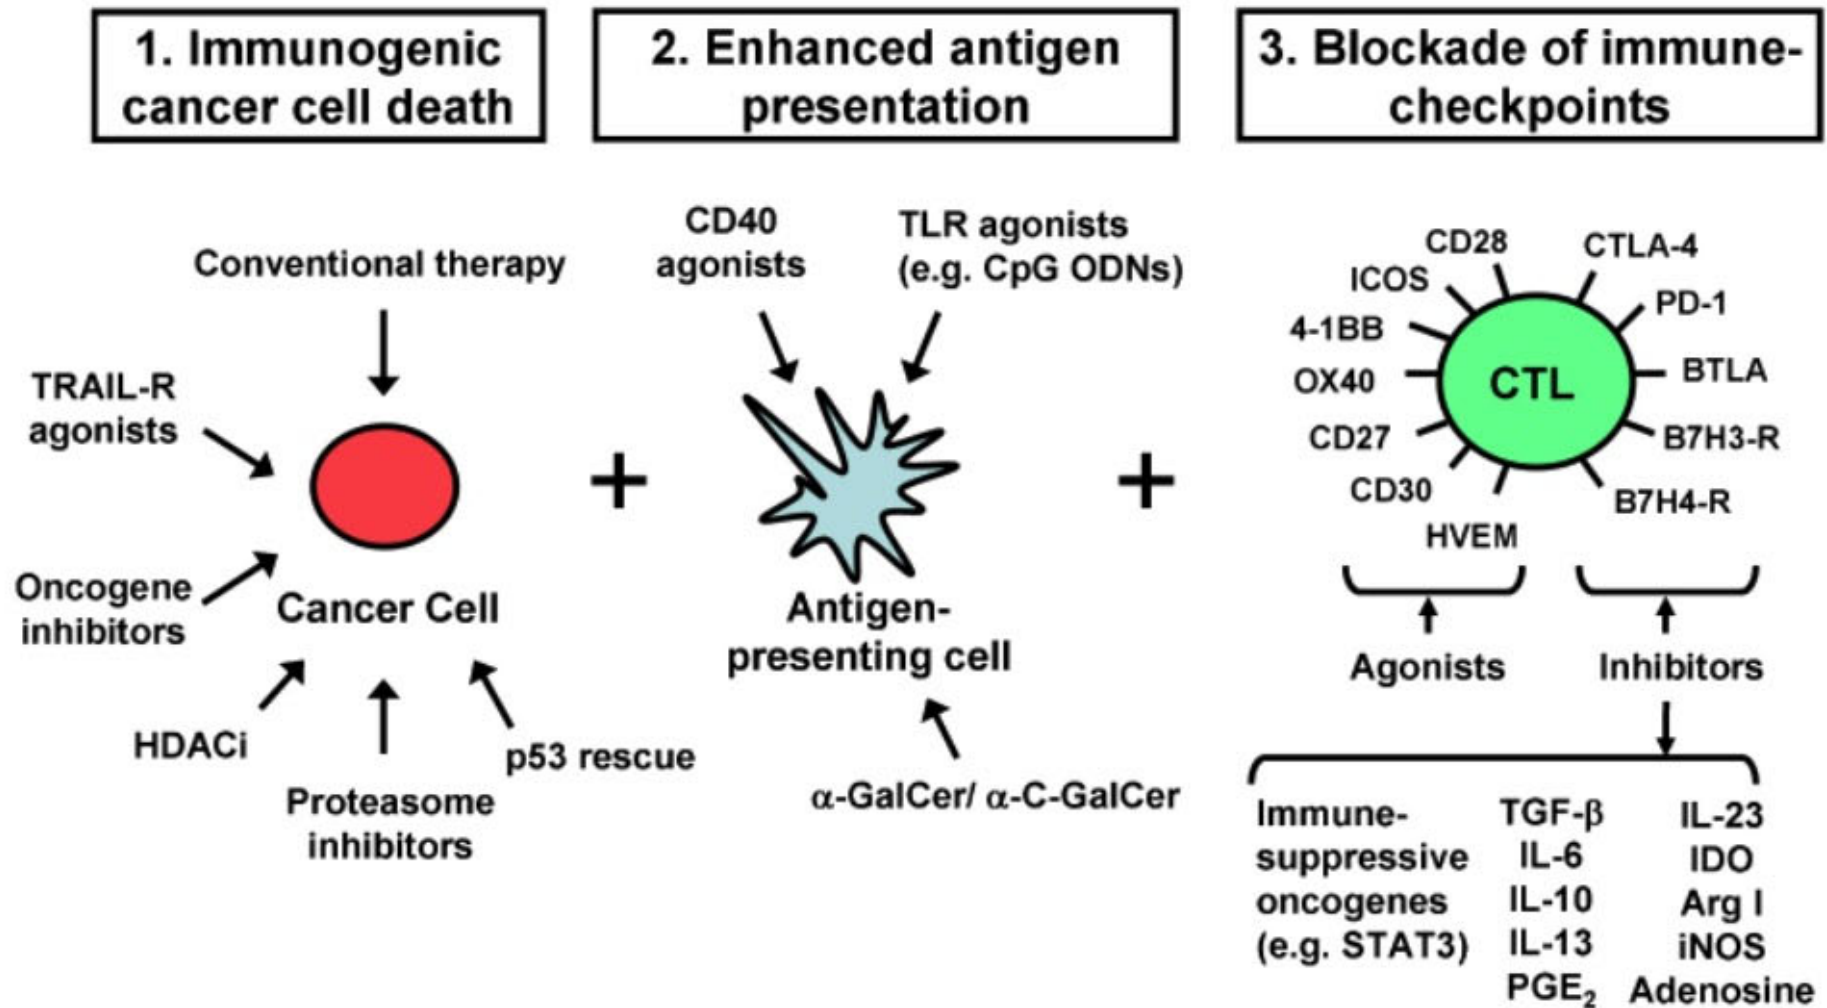 1. Immunogenic
cancer cell death
2. Enhanced antigen
presentation
3. Blockade of immune-
checkpoints
Conventional therapy
TRAIL-R
agonists
Oncogene
inhibitors
Cancer Cell
HDACi
Proteasome
inhibitors
p53 rescue
+
CD40
agonists
TLR agonists
(e.g. CpG ODNs)
Antigen-
presenting cell
α-GalCer/ α-C-GalCer
+
CD28
ICOS
4-1BB
OX40
CD27
CD30
HVEM
CTL
CTLA-4
PD-1
BTLA
B7H3-R
B7H4-R
Agonists
Inhibitors
Immune-
suppressive
oncogenes
(e.g. STAT3)
TGF-β
IL-6
IL-10
IL-13
PGE₂
IL-23
IDO
Arg I
iNOS
Adenosine